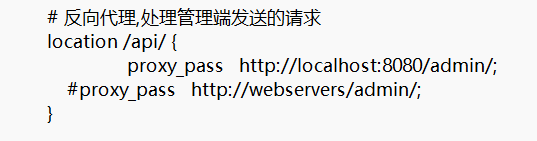 # 反向代理,处理管理端发送的请求
location /api/ {
proxy_pass http://localhost:8080/admin/;
#proxy_pass http://webservers/admin/;
}